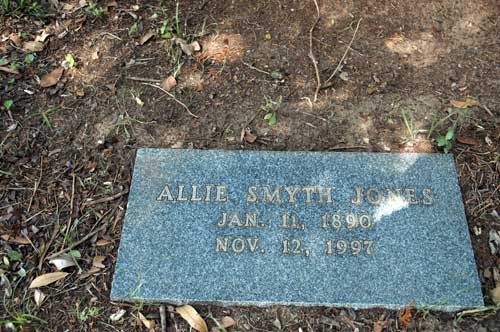 ALLIE SMYTH JONES
JAN. 11, 1890
NOV. 12, 1997